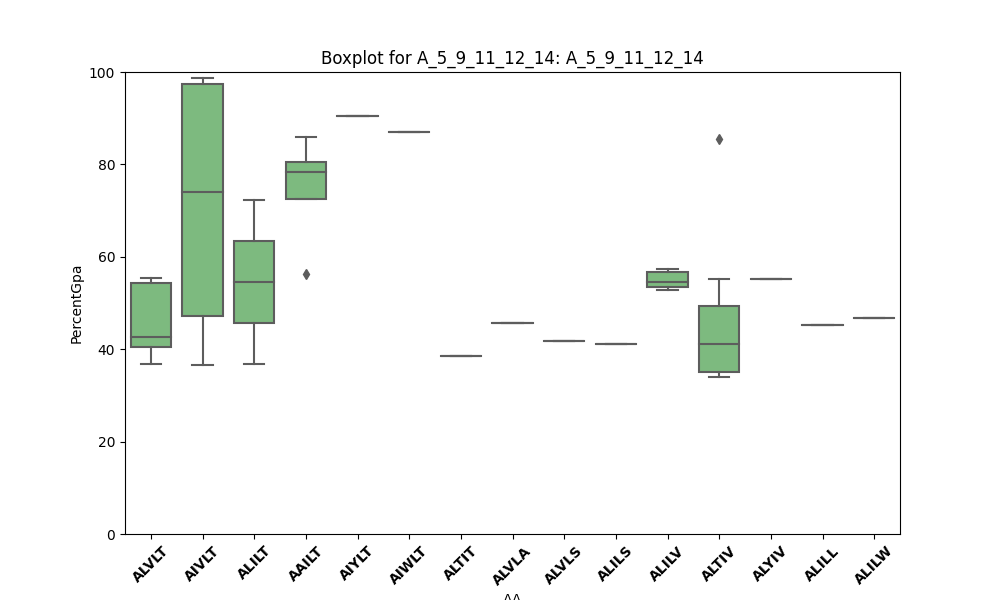 Boxplot for A_5_9_11_12_14: A_5_9_11_12_14
100
80
60
40
20
0
PercentGpa
ALVLT
AIVLT
ALILT
AAILT
AIYLT
AIWLT
ALTIT
ALVLA
ALVLS
ALILS
ALILV
ALTIV
ALYIV
ALILL
ALILW
AA